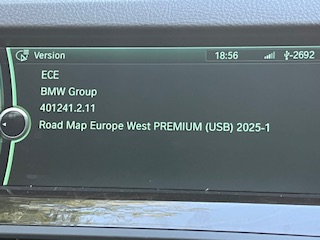 Version 18:56 -2692
ECE
BMW Group
401241.2.11
Road Map Europe West PREMIUM (USB) 2025-1